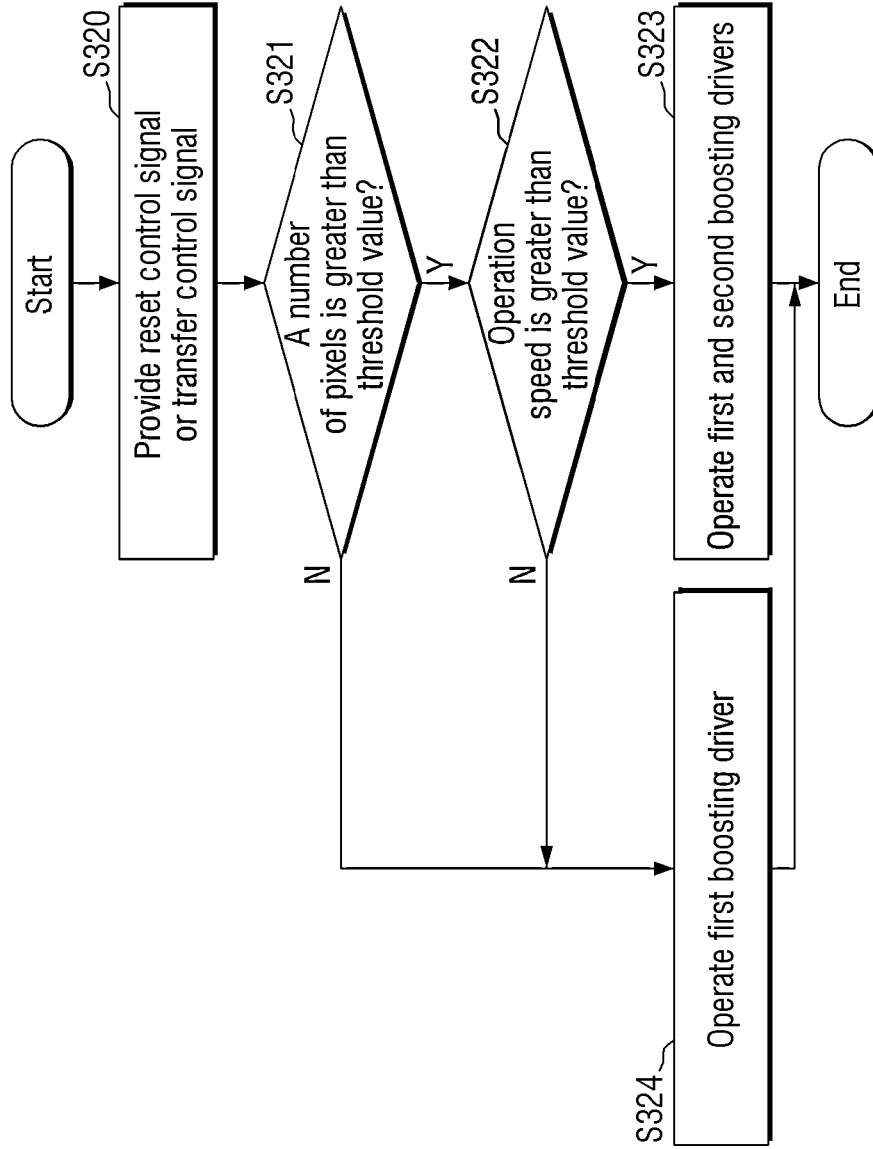 Start
S320
Provide reset control signal
or transfer control signal
S321
A number
of pixels is greater than
threshold value?
N
Y
S322
Operation
speed is greater than
threshold value?
N
Y
S324
Operate first boosting driver
S323
Operate first and second boosting drivers
End